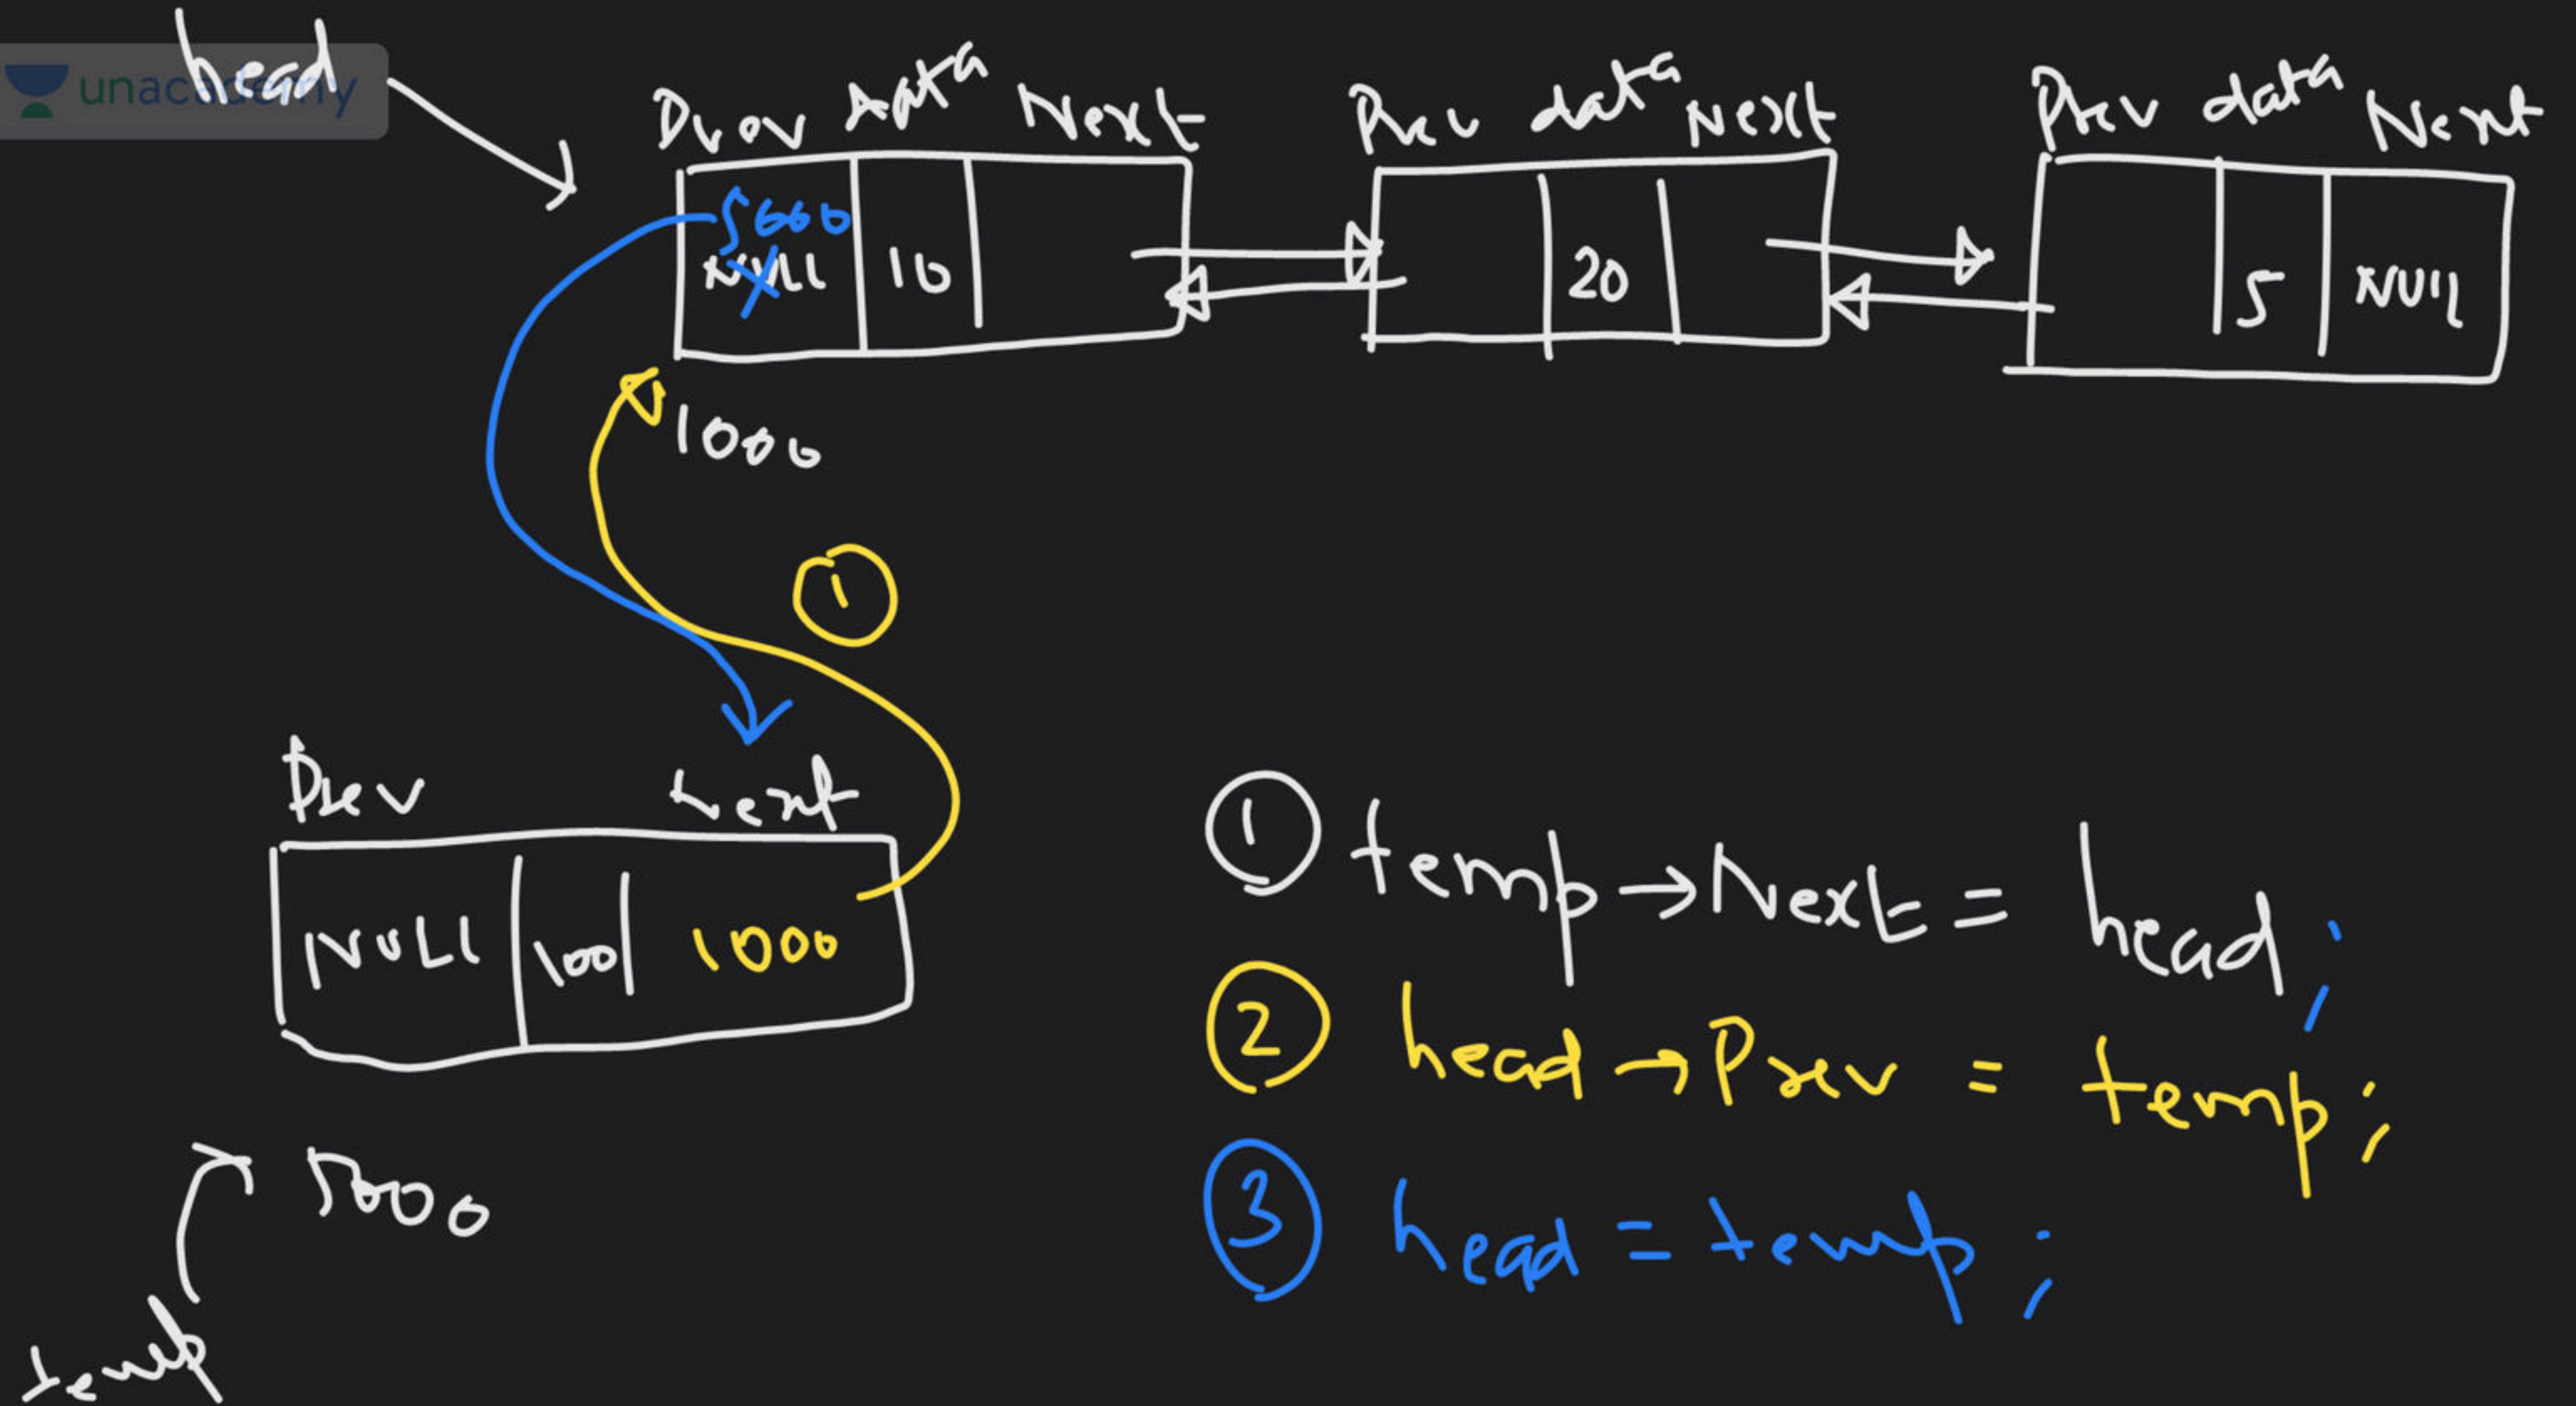 head
unacademy
Prev data Next
Prev data Next
Prev data Next
5000
NULL 10
20
5 NULL
1000
1
Prev Next
NULL 100 1000
5000
temp
1 temp→Next = head;
2 head→Prev = temp;
3 head = temp;